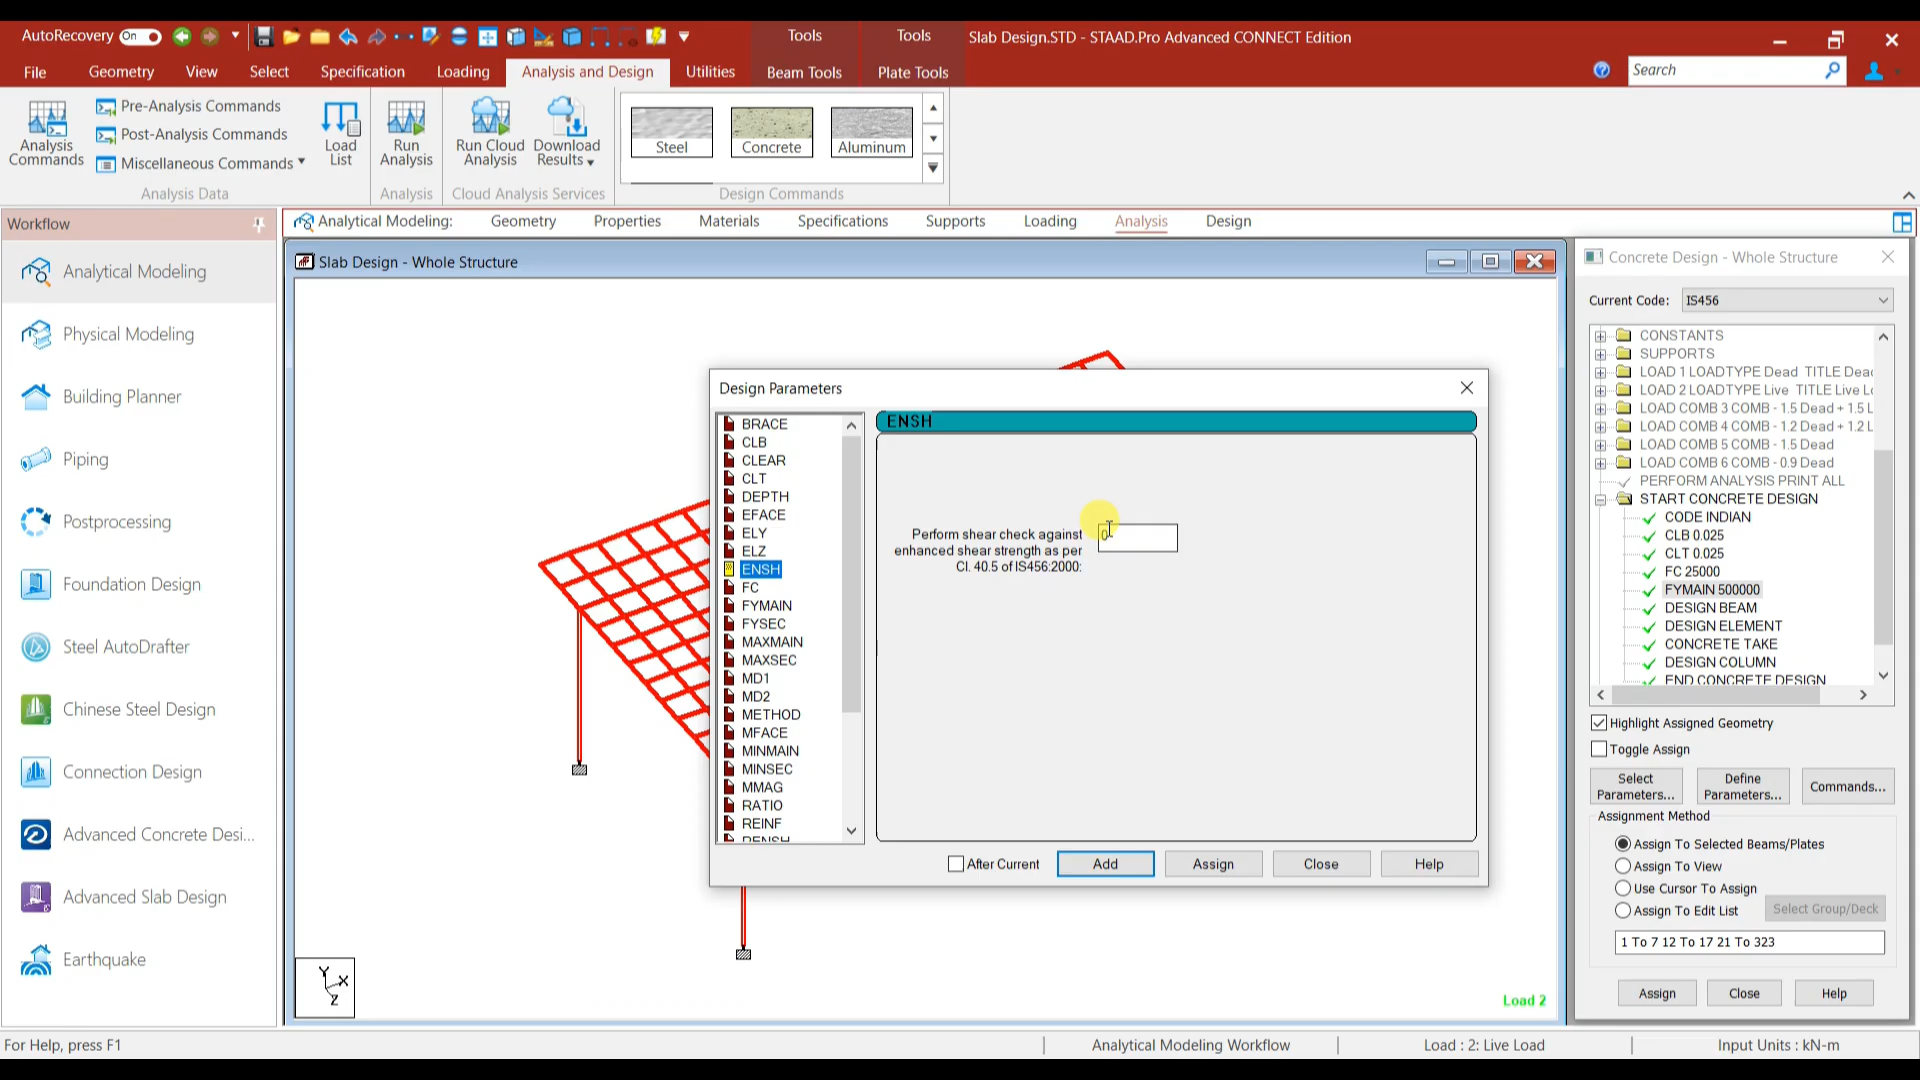 AutoRecovery On
Tools
Tools
Slab Design.STD - STAAD.Pro Advanced CONNECT Edition
File
Geometry
View
Select
Specification
Loading
Analysis and Design
Utilities
Beam Tools
Plate Tools
Search
Analysis
Commands
Pre-Analysis Commands
Post-Analysis Commands
Miscellaneous Commands
Load
List
Run
Analysis
Run Cloud
Analysis
Download
Results
Steel
Concrete
Aluminum
Analysis Data
Analysis
Cloud Analysis Services
Design Commands
Workflow
Analytical Modeling:
Geometry
Properties
Materials
Specifications
Supports
Loading
Analysis
Design
Analytical Modeling
Physical Modeling
Building Planner
Piping
Postprocessing
Foundation Design
Steel AutoDrafter
Chinese Steel Design
Connection Design
Advanced Concrete Desi...
Advanced Slab Design
Earthquake
Slab Design - Whole Structure
Design Parameters
BRACE
CLB
CLEAR
CLT
DEPTH
EFACE
ELY
ELZ
ENSH
FC
FYMAIN
FYSEC
MAXMAIN
MAXSEC
MD1
MD2
METHOD
MFACE
MINMAIN
MINSEC
MMAG
RATIO
REINF
RENSH
ENSH
Perform shear check against
enhanced shear strength as per
Cl. 40.5 of IS456:2000:
0
After Current
Add
Assign
Close
Help
Y
X
Z
Load 2
Concrete Design - Whole Structure
Current Code: IS456
CONSTANTS
SUPPORTS
LOAD 1 LOADTYPE Dead TITLE Dea
LOAD 2 LOADTYPE Live TITLE Live L
LOAD COMB 3 COMB - 1.5 Dead + 1.5 L
LOAD COMB 4 COMB - 1.2 Dead + 1.2 L
LOAD COMB 5 COMB - 1.5 Dead
LOAD COMB 6 COMB - 0.9 Dead
PERFORM ANALYSIS PRINT ALL
START CONCRETE DESIGN
CODE INDIAN
CLB 0.025
CLT 0.025
FC 25000
FYMAIN 500000
DESIGN BEAM
DESIGN ELEMENT
CONCRETE TAKE
DESIGN COLUMN
END CONCRETE DESIGN
Highlight Assigned Geometry
Toggle Assign
Select
Parameters...
Define
Parameters...
Commands...
Assignment Method
Assign To Selected Beams/Plates
Assign To View
Use Cursor To Assign
Assign To Edit List
Select Group/Deck
1 To 7 12 To 17 21 To 323
Assign
Close
Help
For Help, press F1
Analytical Modeling Workflow
Load : 2: Live Load
Input Units : kN-m